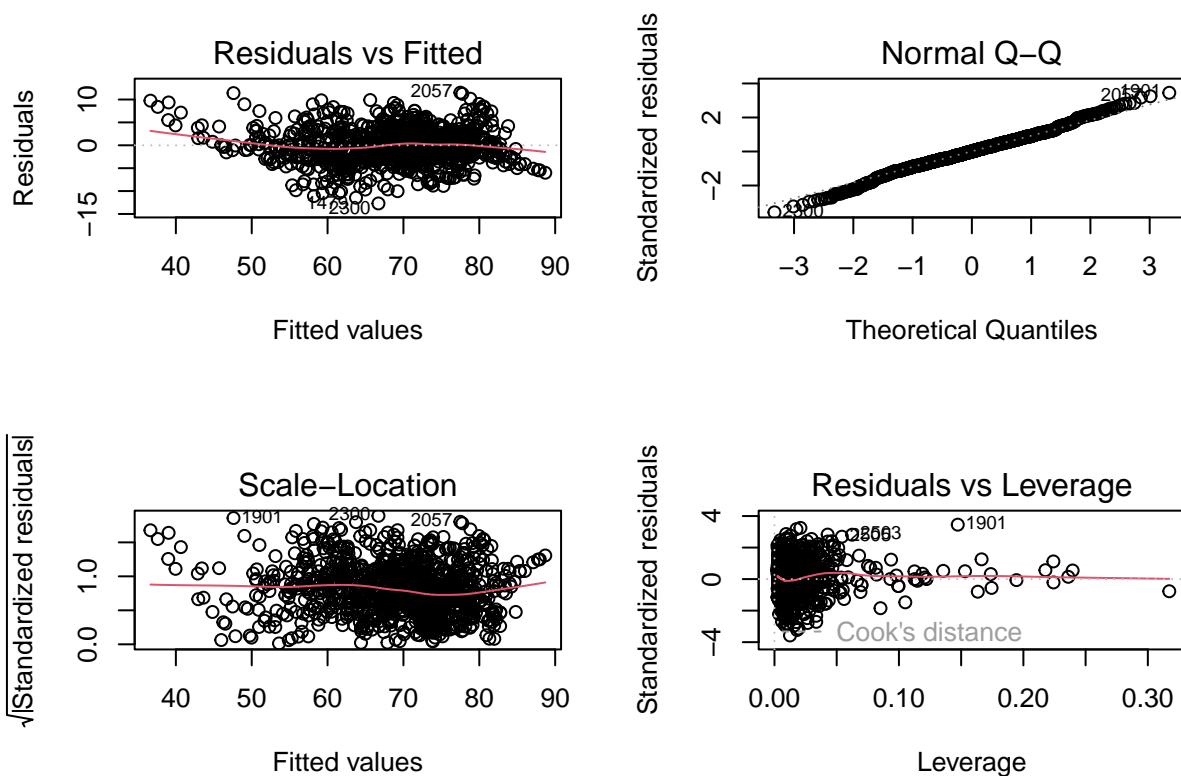 Residuals vs Fitted
Residuals
10
0
−15
2057
1479
2300
40 50 60 70 80 90
Fitted values
Normal Q−Q
Standardized residuals
2
−2
2057
1901
2300
−3 −2 −1 0 1 2 3
Theoretical Quantiles
Scale−Location
√|Standardized residuals|
1.0
0.0
1901
2300
2057
40 50 60 70 80 90
Fitted values
Residuals vs Leverage
Standardized residuals
4
0
−4
1901
Cook's distance
0.00 0.10 0.20 0.30
Leverage